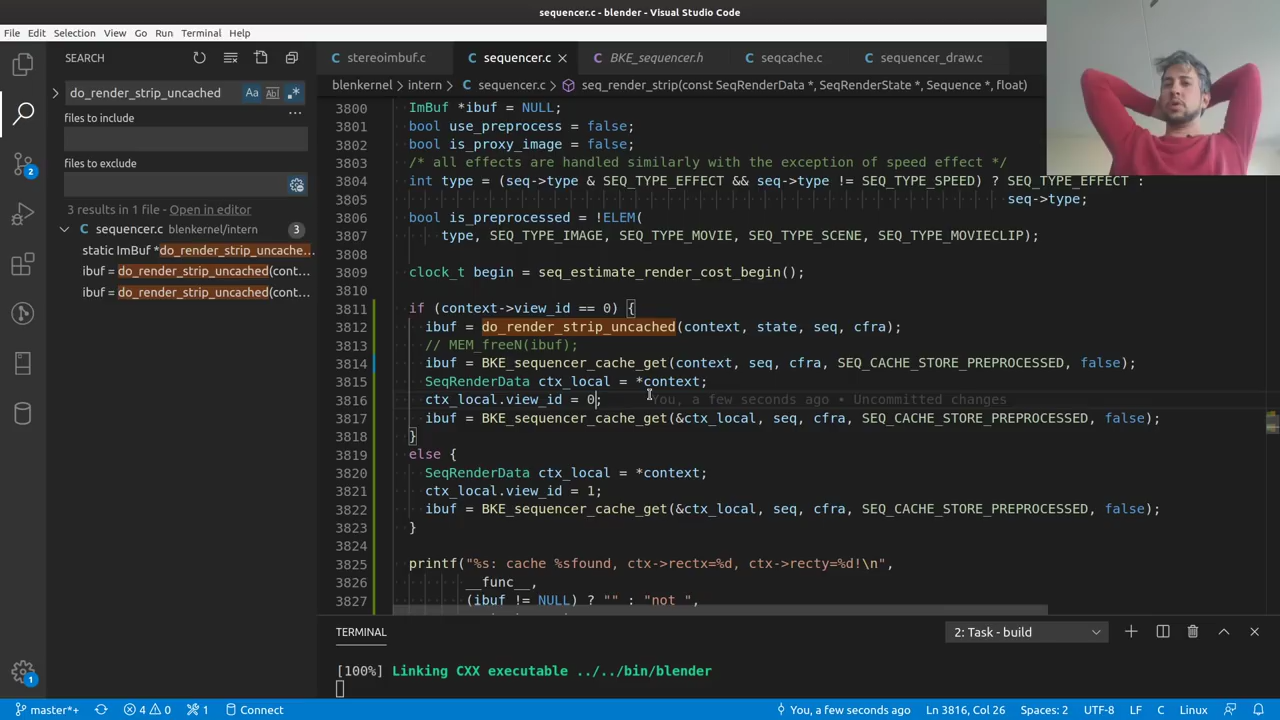 sequencer.c - blender - Visual Studio Code
File Edit Selection View Go Run Terminal Help
SEARCH
do_render_strip_uncached
Aa
files to include
files to exclude
3 results in 1 file - Open in editor
sequencer.c blenkernel/intern 3
static ImBuf *do_render_strip_uncache...
ibuf = do_render_strip_uncached(cont...
ibuf = do_render_strip_uncached(cont...
2
1
stereoimbuf.c
sequencer.c
BKE_sequencer.h
seqcache.c
sequencer_draw.c
blenkernel › intern › sequencer.c › seq_render_strip(const SeqRenderData *, SeqRenderState *, Sequence *, float)
3800 ImBuf *ibuf = NULL;
3801 bool use_preprocess = false;
3802 bool is_proxy_image = false;
3803 /* all effects are handled similarly with the exception of speed effect */
3804 int type = (seq->type & SEQ_TYPE_EFFECT && seq->type != SEQ_TYPE_SPEED) ? SEQ_TYPE_EFFECT :
3805 seq->type;
3806 bool is_preprocessed = !ELEM(
3807 type, SEQ_TYPE_IMAGE, SEQ_TYPE_MOVIE, SEQ_TYPE_SCENE, SEQ_TYPE_MOVIECLIP);
3808
3809 clock_t begin = seq_estimate_render_cost_begin();
3810
3811 if (context->view_id == 0) {
3812 ibuf = do_render_strip_uncached(context, state, seq, cfra);
3813 // MEM_freeN(ibuf);
3814 ibuf = BKE_sequencer_cache_get(context, seq, cfra, SEQ_CACHE_STORE_PREPROCESSED, false);
3815 SeqRenderData ctx_local = *context;
3816 ctx_local.view_id = 0; You, a few seconds ago • Uncommitted changes
3817 ibuf = BKE_sequencer_cache_get(&ctx_local, seq, cfra, SEQ_CACHE_STORE_PREPROCESSED, false);
3818 }
3819 else {
3820 SeqRenderData ctx_local = *context;
3821 ctx_local.view_id = 1;
3822 ibuf = BKE_sequencer_cache_get(&ctx_local, seq, cfra, SEQ_CACHE_STORE_PREPROCESSED, false);
3823 }
3824
3825 printf("%s: cache %sfound, ctx->rectx=%d, ctx->recty=%d!\n",
3826 __func__,
3827 (ibuf != NULL) ? "" : "not ",
TERMINAL
2: Task - build
[100%] Linking CXX executable ../../bin/blender
master*+ 4 0 1 Connect You, a few seconds ago Ln 3816, Col 26 Spaces: 2 UTF-8 LF C Linux